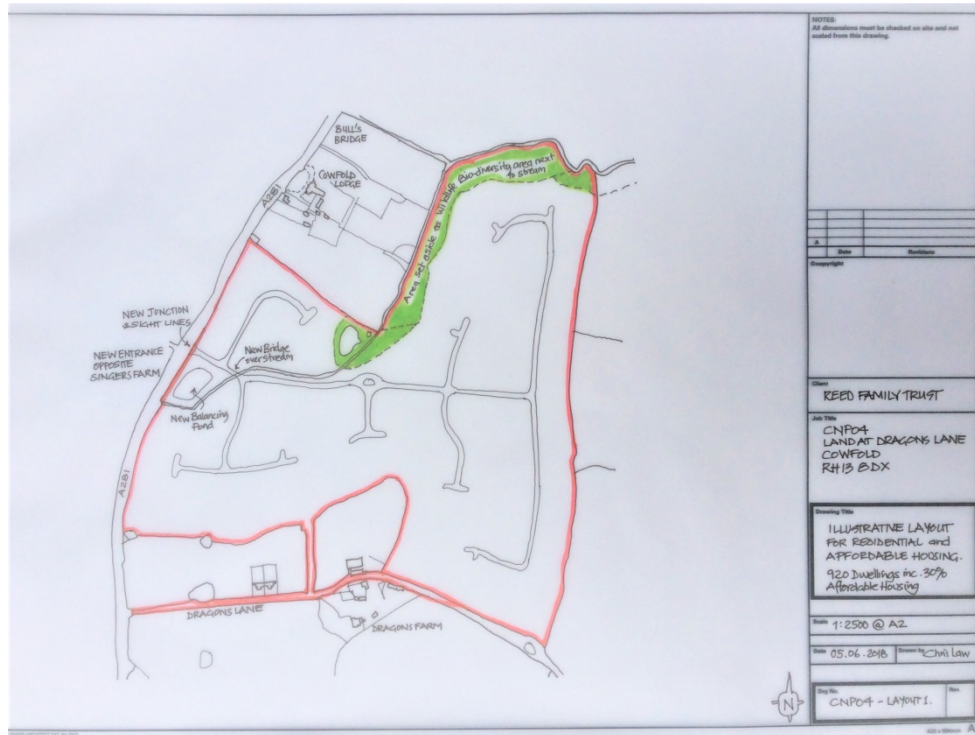 BULL'S
BRIDGE
COWFOLD
LODGE
A281
Area set aside as Wildlife Bio-diversity area next
to stream
NEW JUNCTION
& SIGHT LINES
NEW ENTRANCE
OPPOSITE
SINGERS FARM
New Bridge
over stream
New Balancing
Pond
A281
DRAGONS LANE
DRAGONS FARM
N
NOTES:
All dimensions must be checked on site and not
scaled from this drawing.
A
Date
Revisions
Copyright
Client
REED FAMILY TRUST
Job Title
CNP04
LAND AT DRAGONS LANE
COWFOLD
RH13 8DX
Drawing Title
ILLUSTRATIVE LAYOUT
FOR RESIDENTIAL and
AFFORDABLE HOUSING.
920 Dwellings inc. 30%
Affordable Housing
Scale 1:2500 @ A2
Date 05.06.2018 Drawn by Chris Law
Drg No.
Rev.
CNP04 - LAYOUT 1.